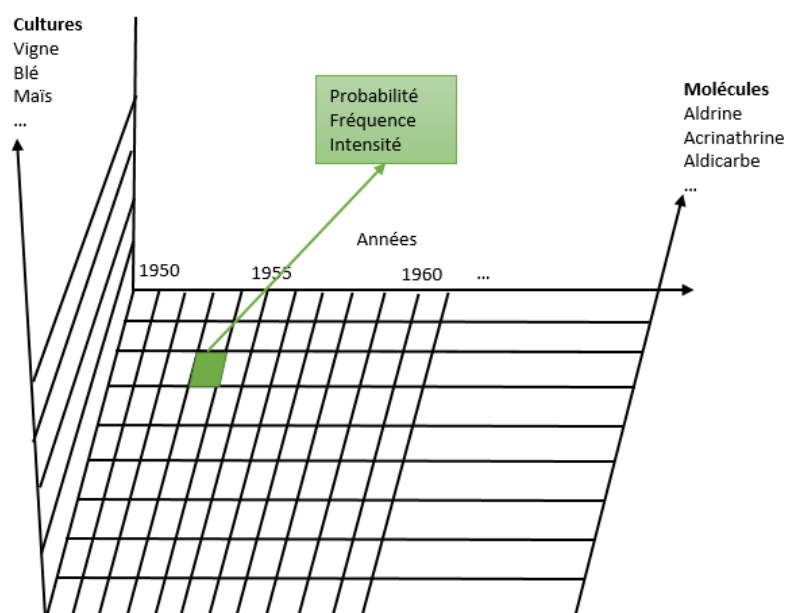 Cultures
Vigne
Blé
Maïs
...
Probabilité
Fréquence
Intensité
Molécules
Aldrine
Acrinathrine
Aldicarbe
...
Années
1950
1955
1960
...